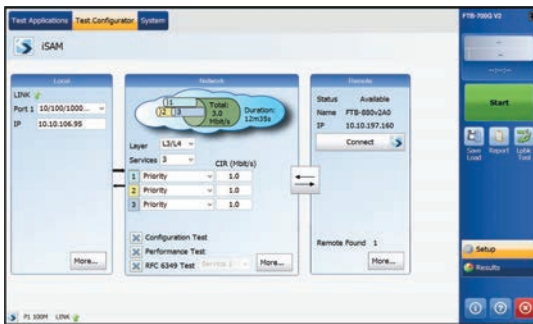 Test Applications Test Configurator System
FTB-700G V2
iSAM
Local
LINK
Port 1 10/100/1000...
IP 10.10.106.95
Network
1
2 3
Total:
3.0
Mbit/s
Duration:
12m35s
Layer L3/L4
Services 3
CIR (Mbit/s)
1 Priority 1.0
2 Priority 1.0
3 Priority 1.0
Configuration Test
Performance Test
RFC 6349 Test
More...
More...
Remote
Status Available
Name FTB-880v2A0
IP 10.10.197.160
Connect
Remote Found 1
More...
--
--
--:--:--
Start
Save
Load
Report
Lpbk
Tool
Setup
Results
P1 100M LINK